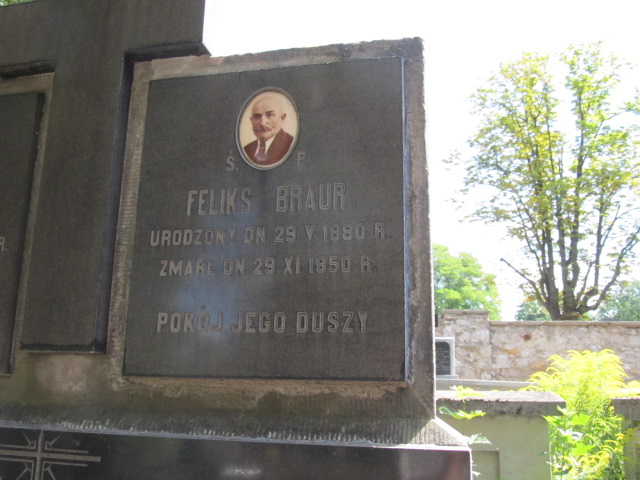 Ś. P.
FELIKS BRAUR
URODZONY DN 29 V 1880 R.
ZMARŁ DN 29 XI 1950 R.
POKÓJ JEGO DUSZY